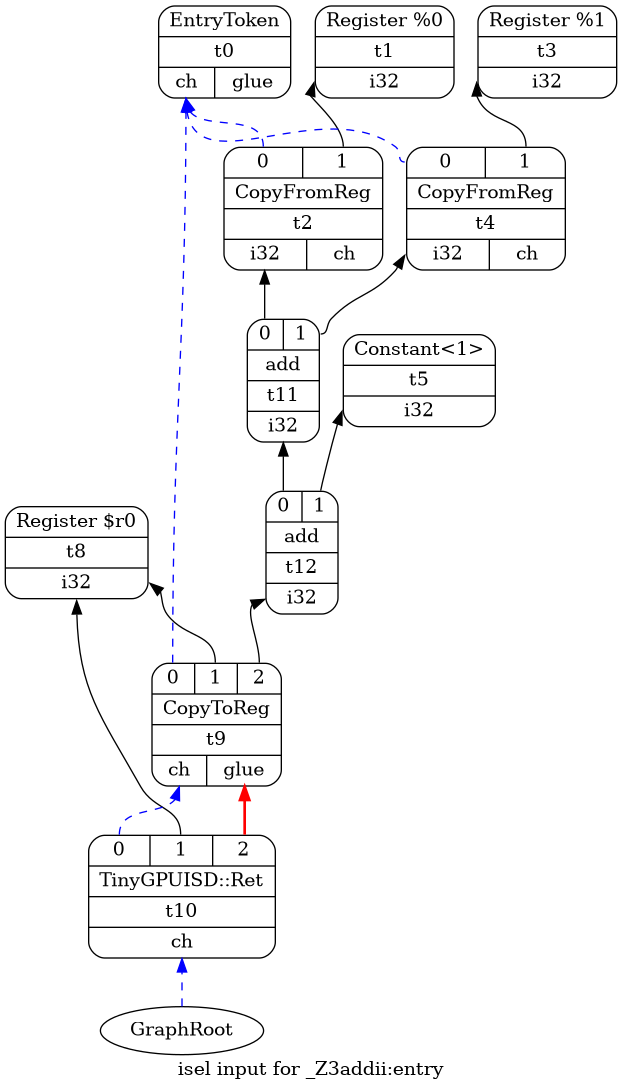 EntryToken
t0
ch glue
Register %0
t1
i32
Register %1
t3
i32
0 1
CopyFromReg
t2
i32 ch
0 1
CopyFromReg
t4
i32 ch
0 1
add
t11
i32
Constant<1>
t5
i32
0 1
add
t12
i32
Register $r0
t8
i32
0 1 2
CopyToReg
t9
ch glue
0 1 2
TinyGPUISD::Ret
t10
ch
GraphRoot
isel input for _Z3addii:entry